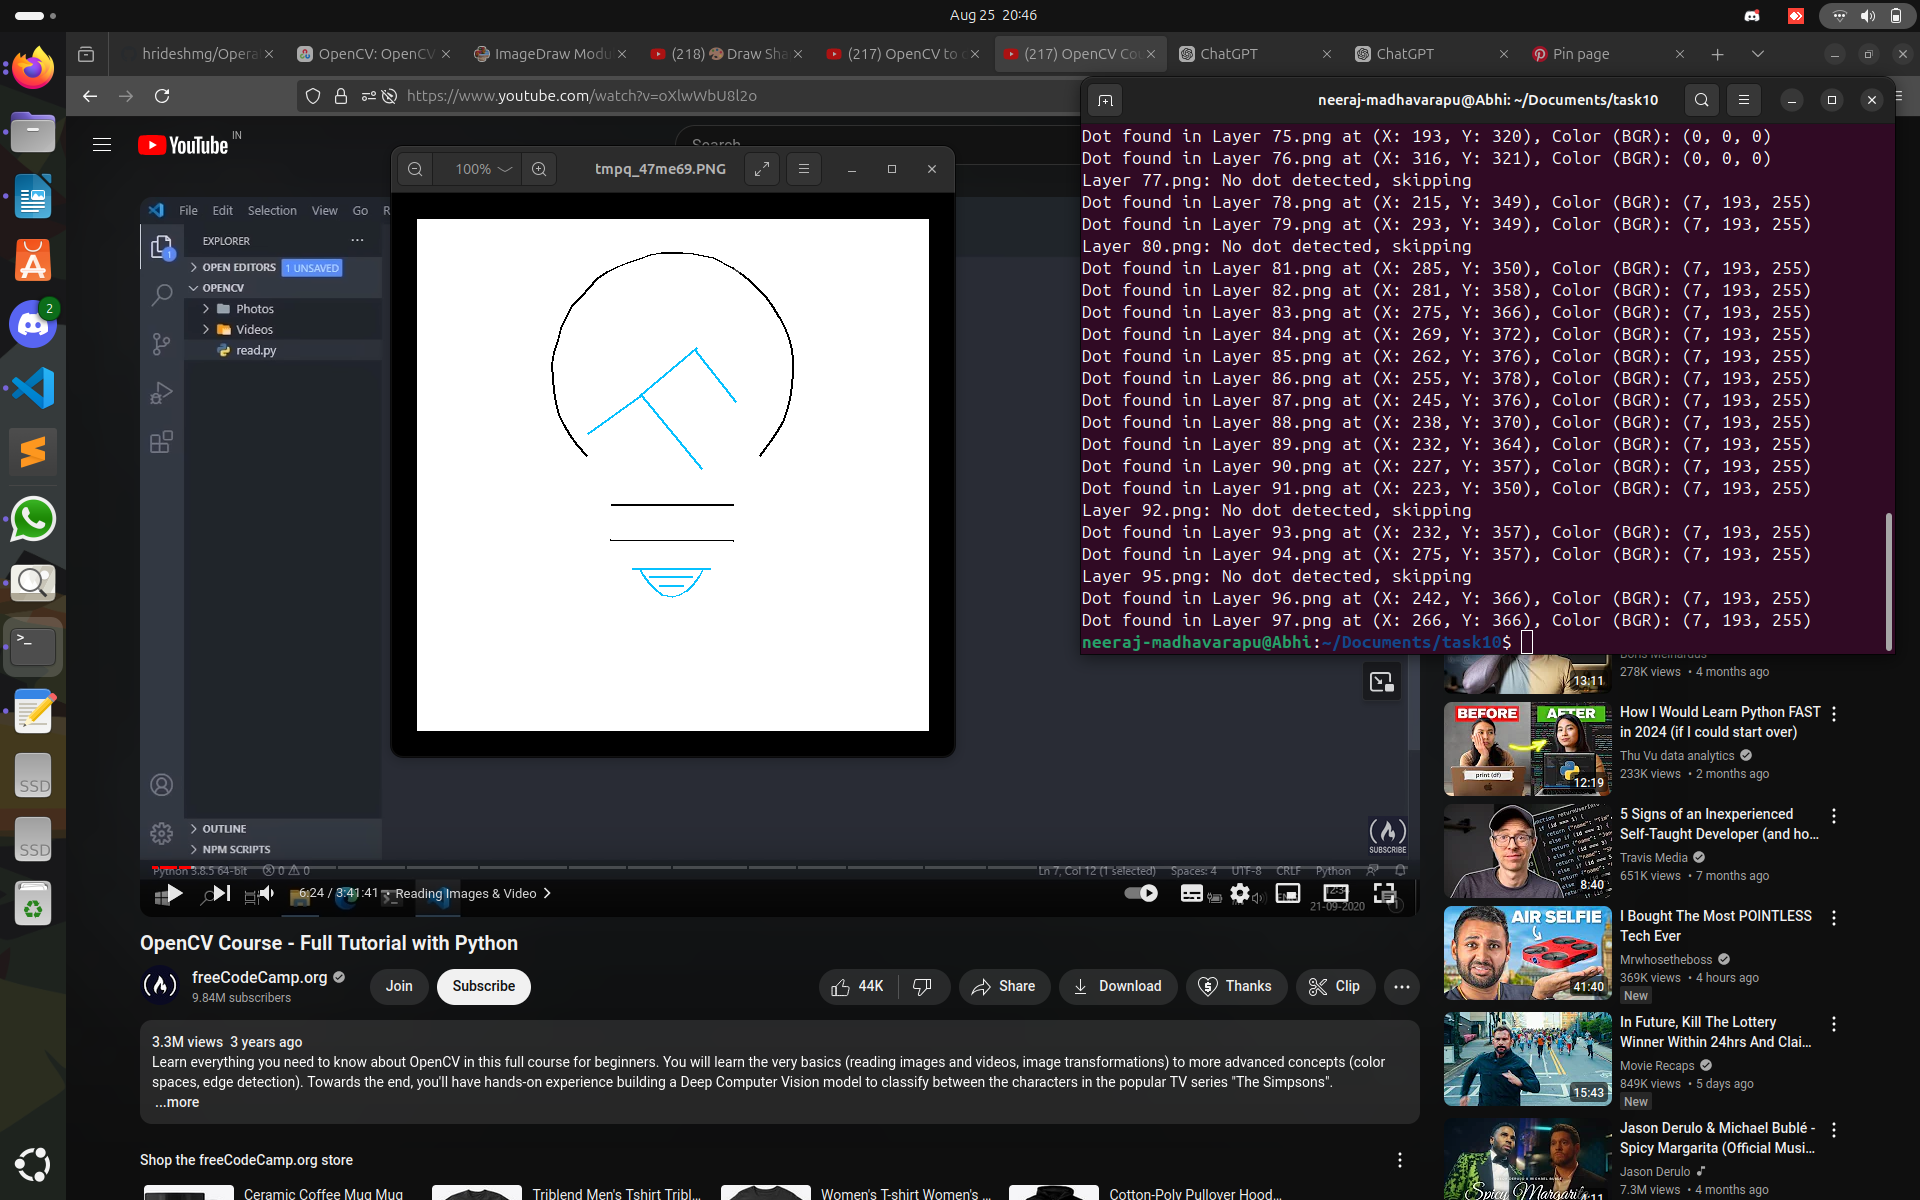 Aug 25 20:46
hrideshmg/Opera
OpenCV: OpenCV
ImageDraw Modu
(218) 🎨 Draw Sha
(217) OpenCV to c
(217) OpenCV Cou
ChatGPT
ChatGPT
Pin page
https://www.youtube.com/watch?v=oXlwWbU8l2o
YouTube IN
Search
100%
tmpq_47me69.PNG
File Edit Selection View Go R
EXPLORER
OPEN EDITORS 1 UNSAVED
OPENCV
Photos
Videos
read.py
OUTLINE
NPM SCRIPTS
neeraj-madhavarapu@Abhi: ~/Documents/task10
Dot found in Layer 75.png at (X: 193, Y: 320), Color (BGR): (0, 0, 0)
Dot found in Layer 76.png at (X: 316, Y: 321), Color (BGR): (0, 0, 0)
Layer 77.png: No dot detected, skipping
Dot found in Layer 78.png at (X: 215, Y: 349), Color (BGR): (7, 193, 255)
Dot found in Layer 79.png at (X: 293, Y: 349), Color (BGR): (7, 193, 255)
Layer 80.png: No dot detected, skipping
Dot found in Layer 81.png at (X: 285, Y: 350), Color (BGR): (7, 193, 255)
Dot found in Layer 82.png at (X: 281, Y: 358), Color (BGR): (7, 193, 255)
Dot found in Layer 83.png at (X: 275, Y: 366), Color (BGR): (7, 193, 255)
Dot found in Layer 84.png at (X: 269, Y: 372), Color (BGR): (7, 193, 255)
Dot found in Layer 85.png at (X: 262, Y: 376), Color (BGR): (7, 193, 255)
Dot found in Layer 86.png at (X: 255, Y: 378), Color (BGR): (7, 193, 255)
Dot found in Layer 87.png at (X: 245, Y: 376), Color (BGR): (7, 193, 255)
Dot found in Layer 88.png at (X: 238, Y: 370), Color (BGR): (7, 193, 255)
Dot found in Layer 89.png at (X: 232, Y: 364), Color (BGR): (7, 193, 255)
Dot found in Layer 90.png at (X: 227, Y: 357), Color (BGR): (7, 193, 255)
Dot found in Layer 91.png at (X: 223, Y: 350), Color (BGR): (7, 193, 255)
Layer 92.png: No dot detected, skipping
Dot found in Layer 93.png at (X: 232, Y: 357), Color (BGR): (7, 193, 255)
Dot found in Layer 94.png at (X: 275, Y: 357), Color (BGR): (7, 193, 255)
Layer 95.png: No dot detected, skipping
Dot found in Layer 96.png at (X: 242, Y: 366), Color (BGR): (7, 193, 255)
Dot found in Layer 97.png at (X: 266, Y: 366), Color (BGR): (7, 193, 255)
neeraj-madhavarapu@Abhi:~/Documents/task10$
2
SSD
SSD
SUBSCRIBE
Python 3.8.5 64-bit 0 0
Ln 7, Col 12 (1 selected) Spaces: 4 UTF-8 CRLF Python
6:24 / 3:41:41 • Reading Images & Video
21-09-2020
OpenCV Course - Full Tutorial with Python
freeCodeCamp.org
9.84M subscribers
Join
Subscribe
44K
Share
Download
Thanks
Clip
3.3M views 3 years ago
Learn everything you need to know about OpenCV in this full course for beginners. You will learn the very basics (reading images and videos, image transformations) to more advanced concepts (color
spaces, edge detection). Towards the end, you'll have hands-on experience building a Deep Computer Vision model to classify between the characters in the popular TV series "The Simpsons".
...more
Shop the freeCodeCamp.org store
Ceramic Coffee Mug Mug
Triblend Men's Tshirt Tribl...
Women's T-shirt Women's ...
Cotton-Poly Pullover Hood...
278K views • 4 months ago
13:11
BEFORE AFTER
print (df)
12:19
How I Would Learn Python FAST
in 2024 (if I could start over)
Thu Vu data analytics
233K views • 2 months ago
8:40
5 Signs of an Inexperienced
Self-Taught Developer (and ho...
Travis Media
651K views • 7 months ago
AIR SELFIE
41:40
I Bought The Most POINTLESS
Tech Ever
Mrwhosetheboss
369K views • 4 hours ago
New
15:43
In Future, Kill The Lottery
Winner Within 24hrs And Clai...
Movie Recaps
849K views • 5 days ago
New
Spicy Margarita
4:11
Jason Derulo & Michael Bublé -
Spicy Margarita (Official Musi...
Jason Derulo
7.3M views • 4 months ago